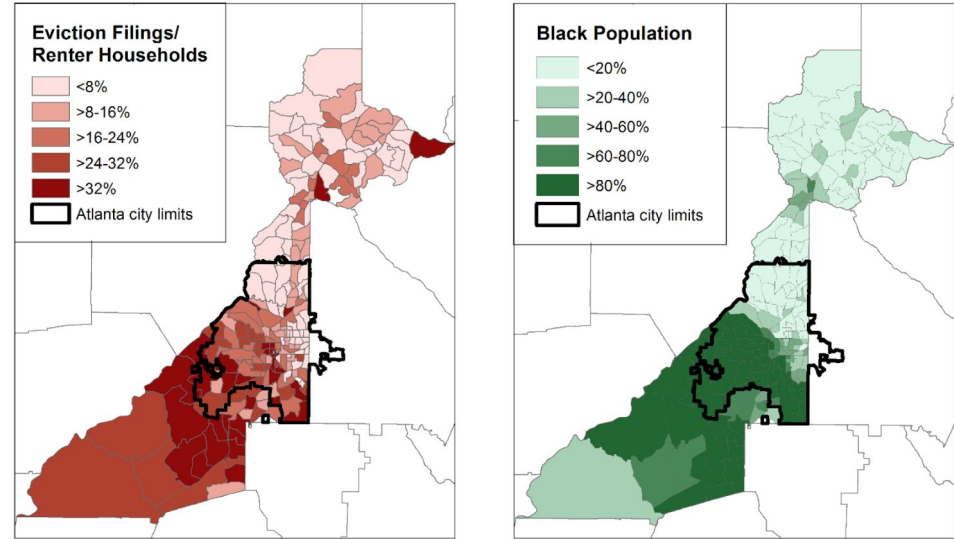 Eviction Filings/
Renter Households
<8%
>8-16%
>16-24%
>24-32%
>32%
Atlanta city limits
Black Population
<20%
>20-40%
>40-60%
>60-80%
>80%
Atlanta city limits